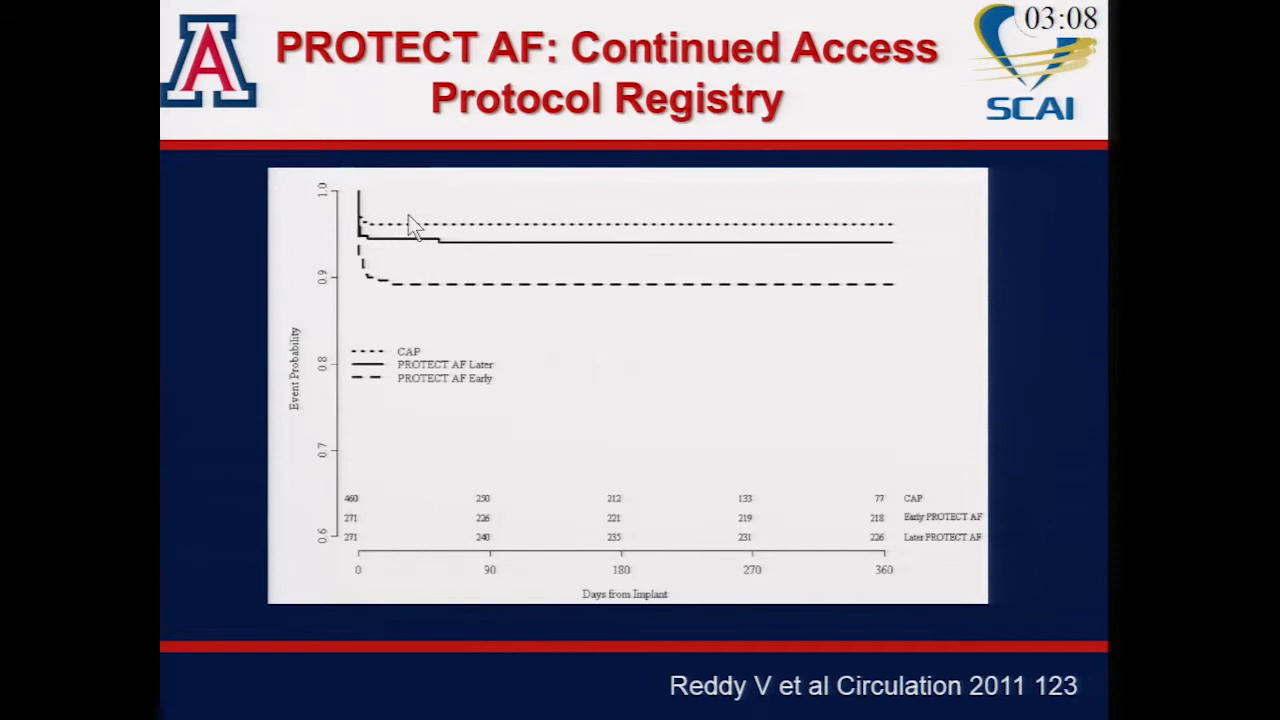 03:08
A
PROTECT AF: Continued Access
Protocol Registry
SCAI
1.0
0.9
0.8
0.7
0.6
Event Probability
CAP
PROTECT AF Later
PROTECT AF Early
460 250 212 133 77 CAP
271 226 221 219 218 Early PROTECT AF
271 240 235 231 226 Later PROTECT AF
0 90 180 270 360
Days from Implant
Reddy V et al Circulation 2011 123